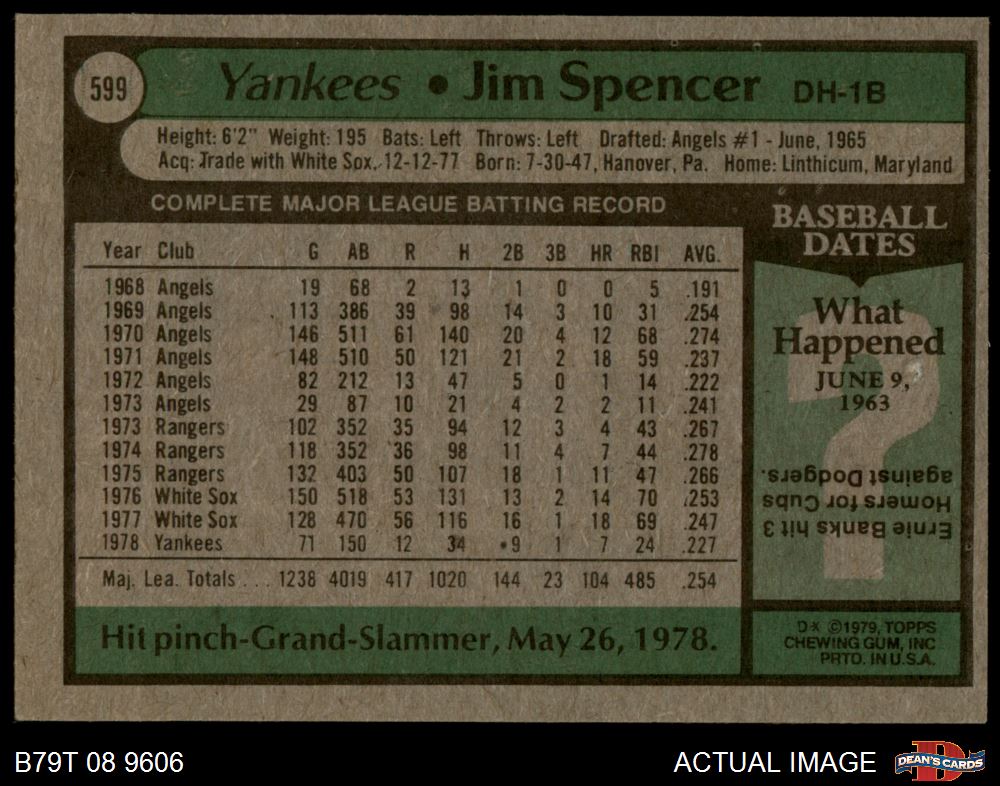 599 Yankees • Jim Spencer DH-1B
Height: 6'2" Weight: 195 Bats: Left Throws: Left Drafted: Angels #1 - June, 1965
Acq: Trade with White Sox, 12-12-77 Born: 7-30-47, Hanover, Pa. Home: Linthicum, Maryland
COMPLETE MAJOR LEAGUE BATTING RECORD
Year Club G AB R H 2B 3B HR RBI AVG.
1968 Angels 19 68 2 13 1 0 0 5 .191
1969 Angels 113 386 39 98 14 3 10 31 .254
1970 Angels 146 511 61 140 20 4 12 68 .274
1971 Angels 148 510 50 121 21 2 18 59 .237
1972 Angels 82 212 13 47 5 0 1 14 .222
1973 Angels 29 87 10 21 4 2 2 11 .241
1973 Rangers 102 352 35 94 12 3 4 43 .267
1974 Rangers 118 352 36 98 11 4 7 44 .278
1975 Rangers 132 403 50 107 18 1 11 47 .266
1976 White Sox 150 518 53 131 13 2 14 70 .253
1977 White Sox 128 470 56 116 16 1 18 69 .247
1978 Yankees 71 150 12 34 •9 1 7 24 .227
Maj. Lea. Totals ... 1238 4019 417 1020 144 23 104 485 .254
Hit pinch-Grand-Slammer, May 26, 1978.
BASEBALL
DATES
What
Happened
JUNE 9,
1963
?
Ernie Banks hit 3
Homers for Cubs
against Dodgers.
D* ©1979, TOPPS
CHEWING GUM, INC
PRTD. IN U.S.A.
B79T 08 9606
ACTUAL IMAGE
DEAN'S CARDS